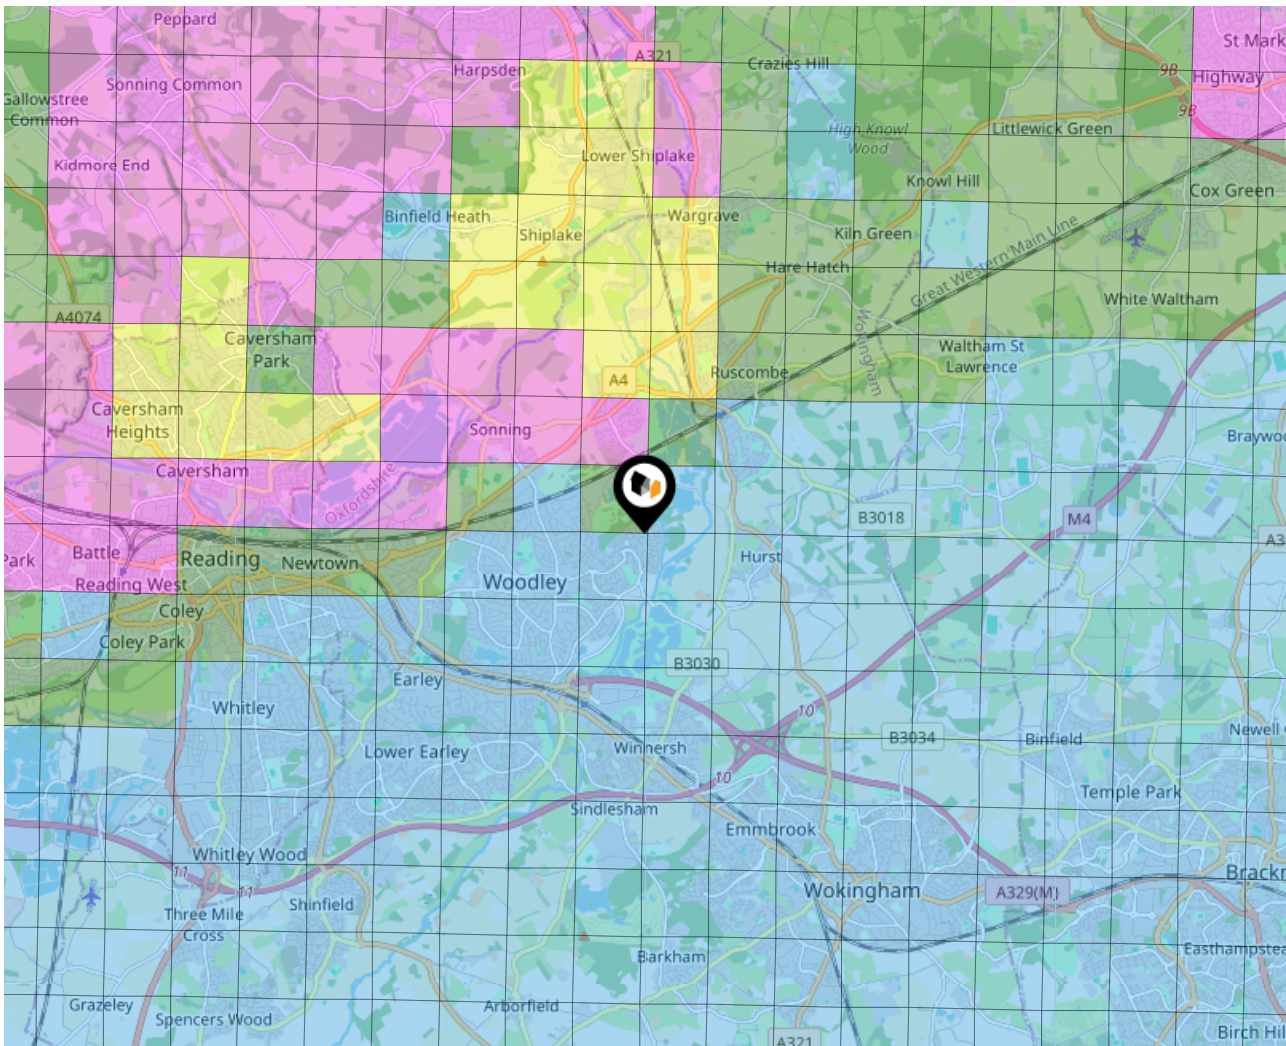 Peppard
St Mark
A321
Crazies Hill
9B
Harpsden
Highway
Sonning Common
Gallowstree
Common
9B
High Knowl
Wood
Littlewick Green
Lower Shiplake
Kidmore End
Knowl Hill
Cox Green
Binfield Heath
Wargrave
Shiplake
Kiln Green
Great Western Main Line
Hare Hatch
White Waltham
A4074
Caversham
Park
Wokingham
Waltham St
Lawrence
A4
Ruscombe
Caversham
Heights
Sonning
Braywoo
Caversham
Oxfordshire
B3018
M4
A3
Park
Battle
Reading
Newtown
Hurst
Reading West
Woodley
Coley
Coley Park
B3030
Earley
Whitley
10
Newell
Lower Earley
Winnersh
B3034
Binfield
10
Temple Park
Sindlesham
Emmbrook
Whitley Wood
11
11
Wokingham
A329(M)
Brackn
Shinfield
Three Mile
Cross
Barkham
Easthampstea
Grazeley
Arborfield
Spencers Wood
A321
Birch Hil